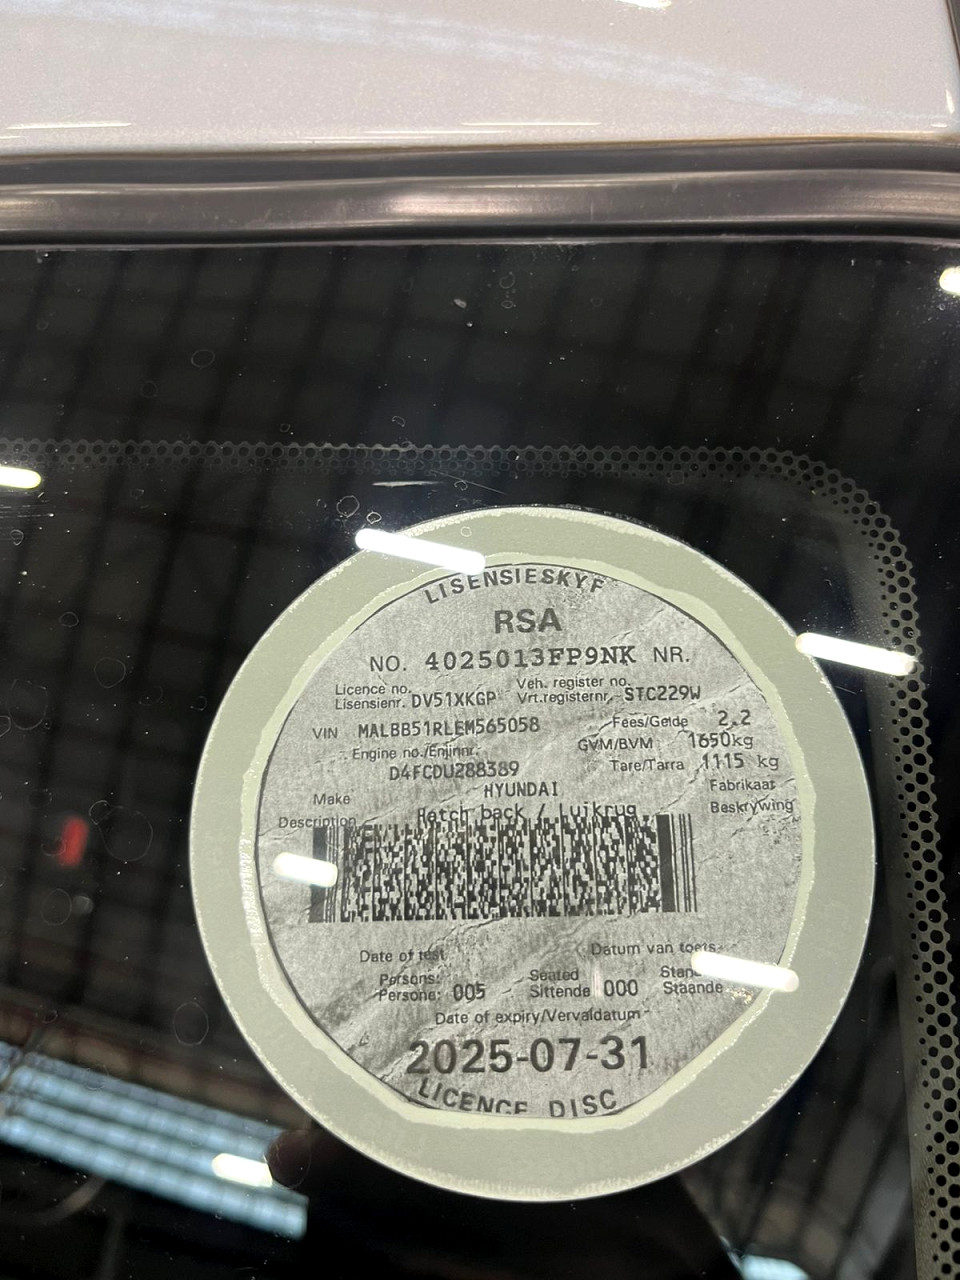 LISENSIESKYF
RSA
NO. 4025013FP9NK NR.
Licence no. Veh. register no.
Lisensienr. DV51XKGP Vrt.registernr. STC229W
VIN MALBB51RLEM565058 Fees/Gelde 2.2
Engine no./Enjinnr. GVM/BVM 1650kg
D4FCDU288389 Tare/Tarra 1115 kg
Make HYUNDAI Fabrikaat
Description Hatch back / Luikrug Beskrywing
Date of test Datum van toets
Persons: Seated
Persone: 005 Sittende 000 Staande
Date of expiry/Vervaldatum
2025-07-31
LICENCE DISC